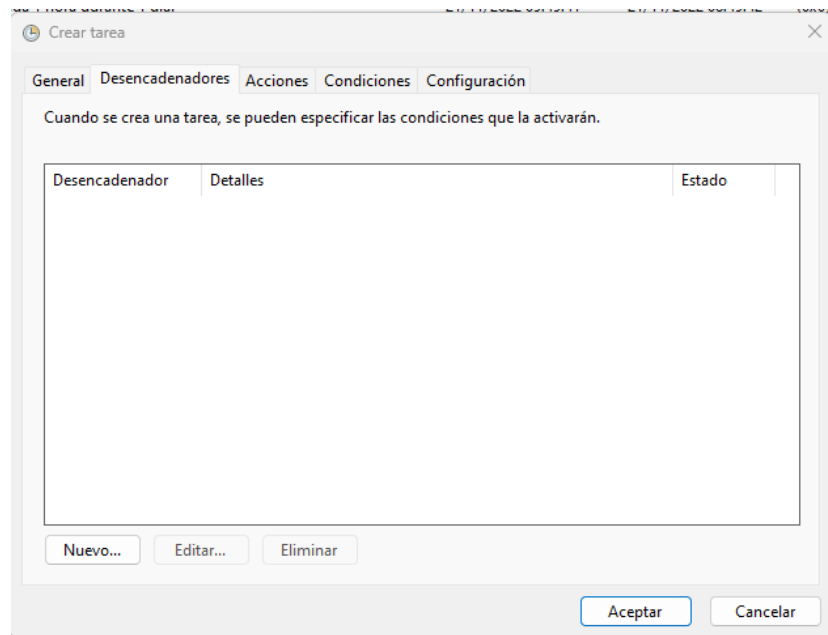 Crear tarea
General Desencadenadores Acciones Condiciones Configuración
Cuando se crea una tarea, se pueden especificar las condiciones que la activarán.
Desencadenador Detalles Estado
Nuevo... Editar... Eliminar
Aceptar Cancelar